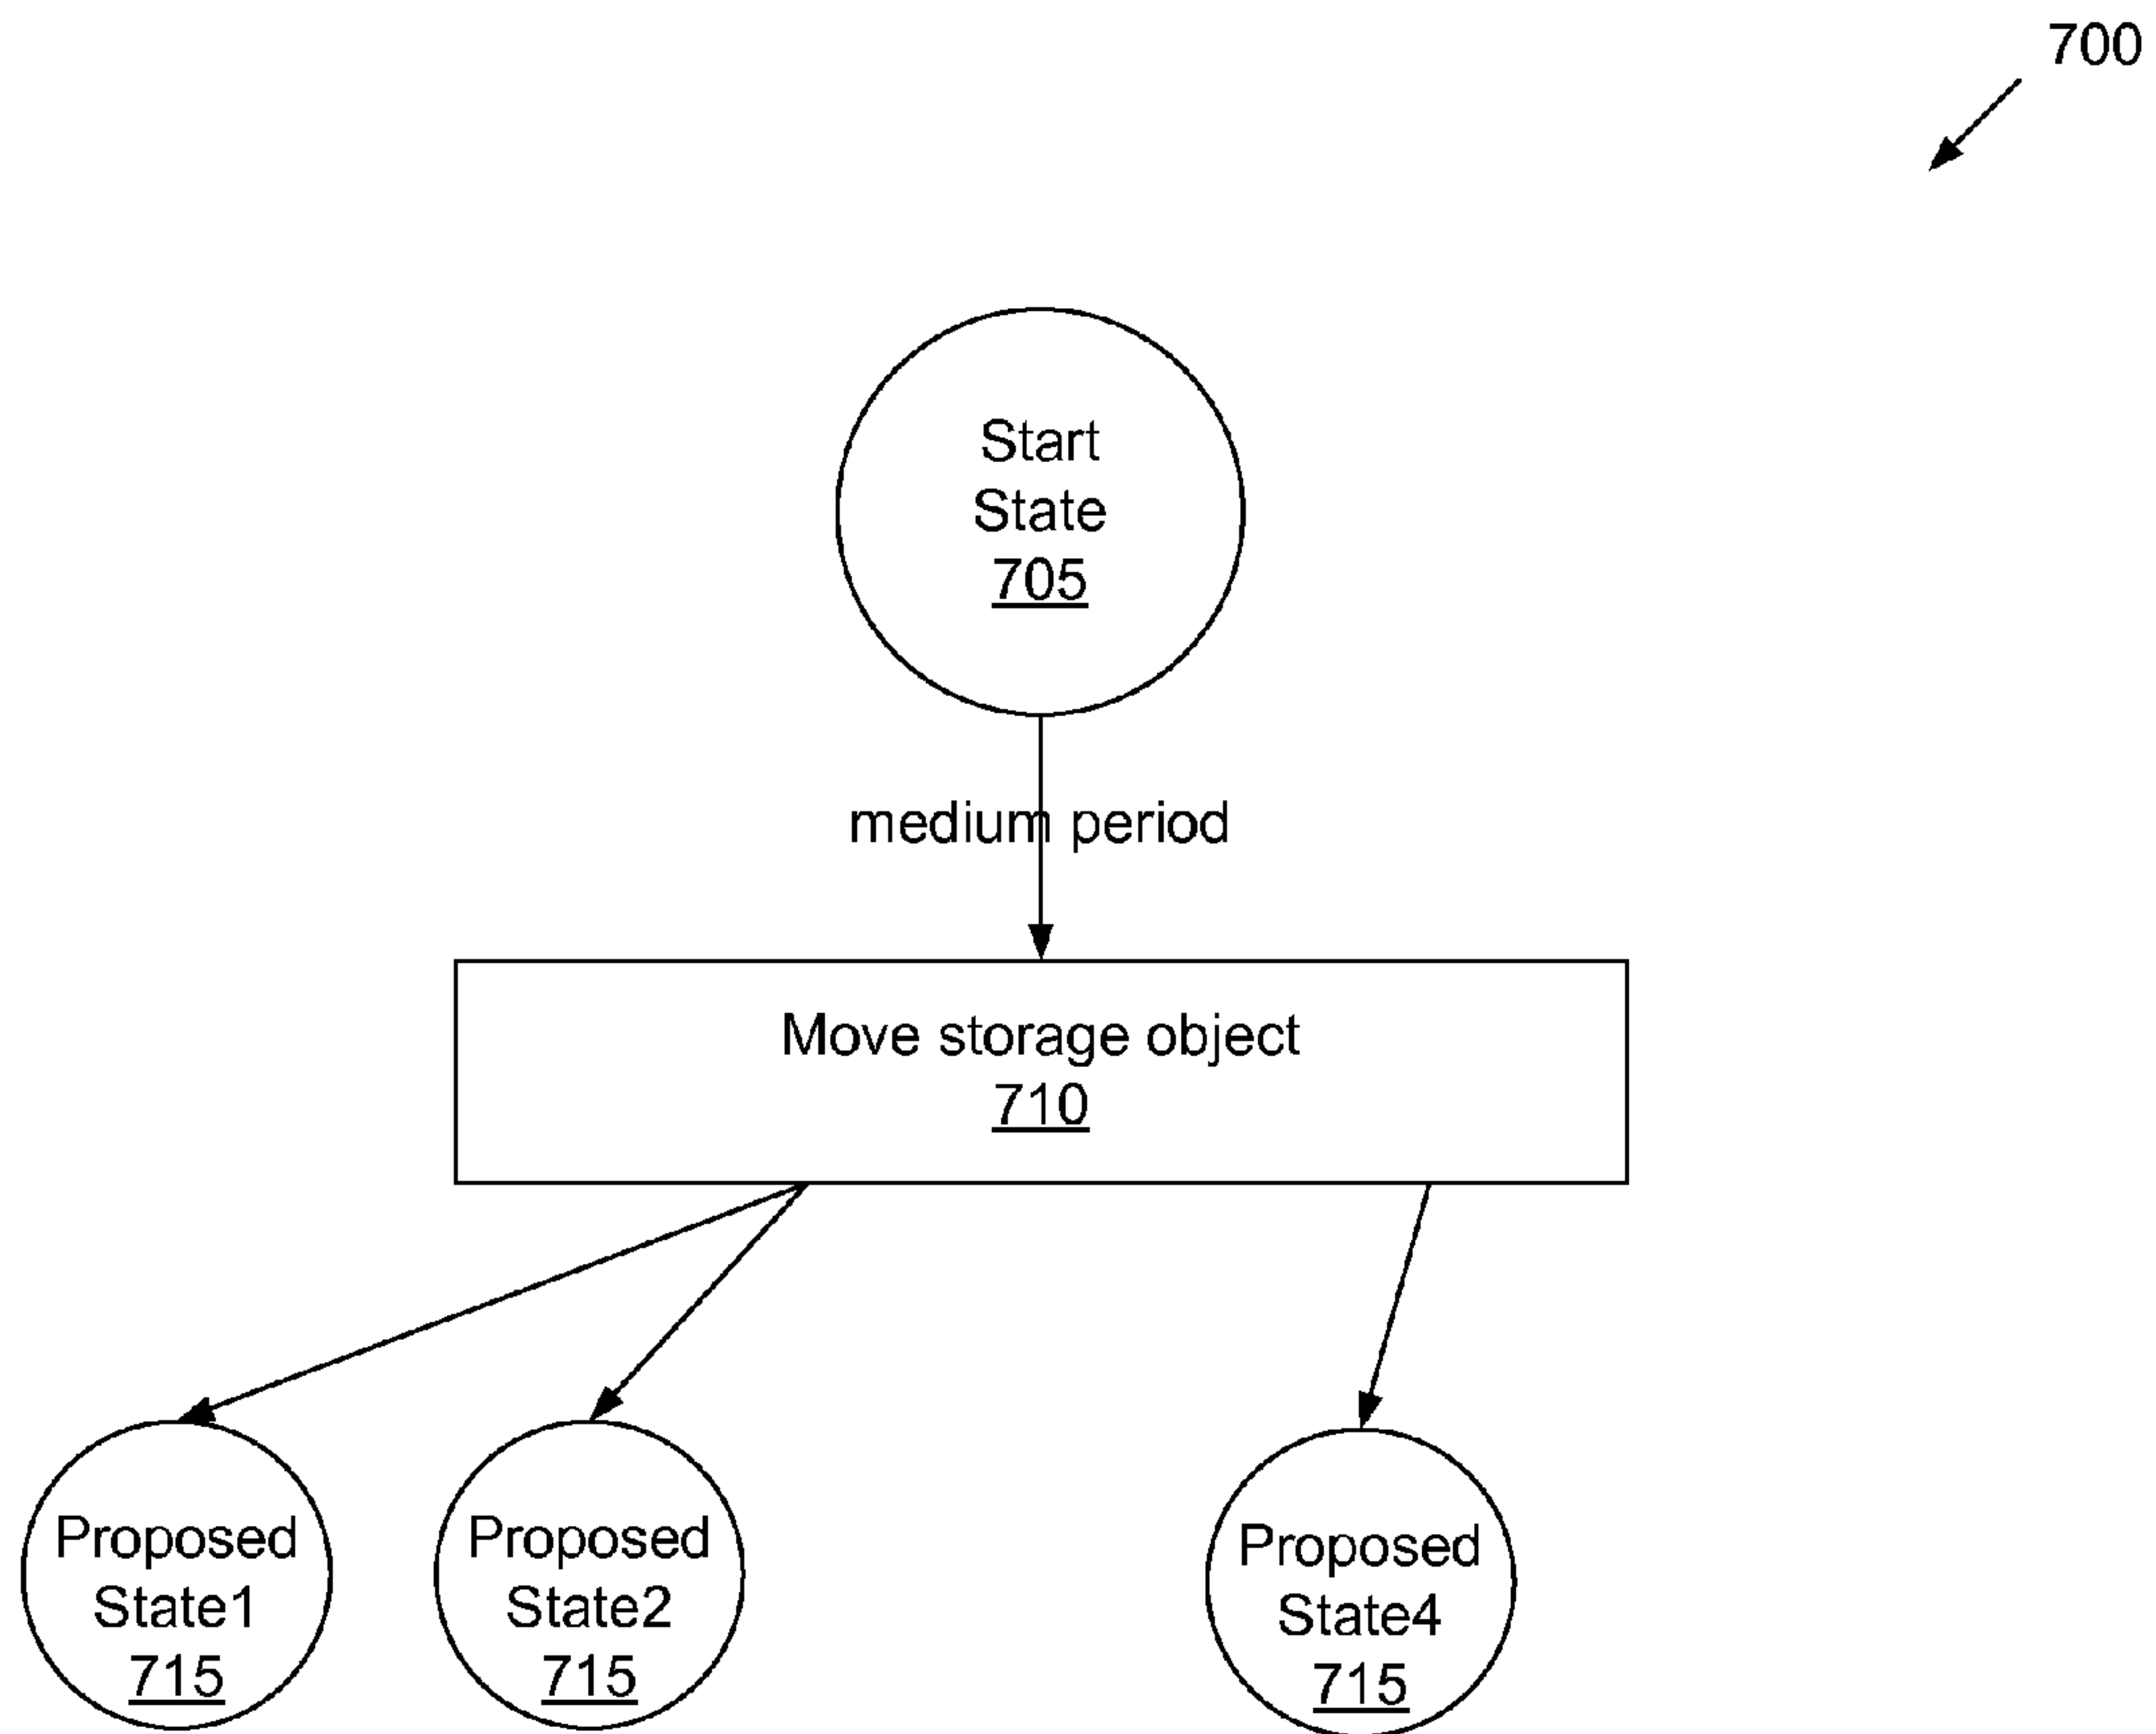 700
Start
State
705
medium period
Move storage object
710
Proposed
State1
715
Proposed
State2
715
Proposed
State4
715